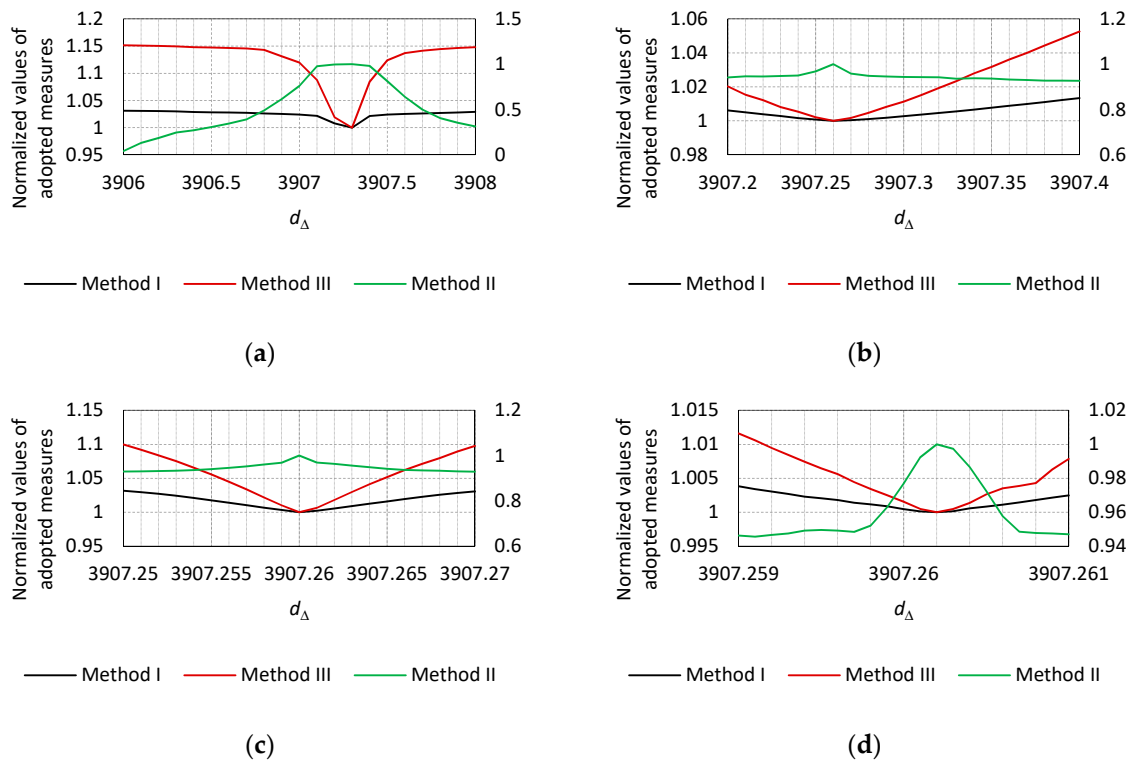 Normalized values of
adopted measures
1.2
1.15
1.1
1.05
1
0.95
1.5
1
0.5
0
3906
3906.5
3907
3907.5
3908
dΔ
Method I
Method III
Method II
(a)
Normalized values of
adopted measures
1.06
1.04
1.02
1
0.98
1.2
1
0.8
0.6
3907.2
3907.25
3907.3
3907.35
3907.4
dΔ
Method I
Method III
Method II
(b)
Normalized values of
adopted measures
1.15
1.1
1.05
1
0.95
1.2
1
0.8
0.6
3907.25
3907.255
3907.26
3907.265
3907.27
dΔ
Method I
Method III
Method II
(c)
Normalized values of
adopted measures
1.015
1.01
1.005
1
0.995
1.02
1
0.98
0.96
0.94
3907.259
3907.26
3907.261
dΔ
Method I
Method III
Method II
(d)